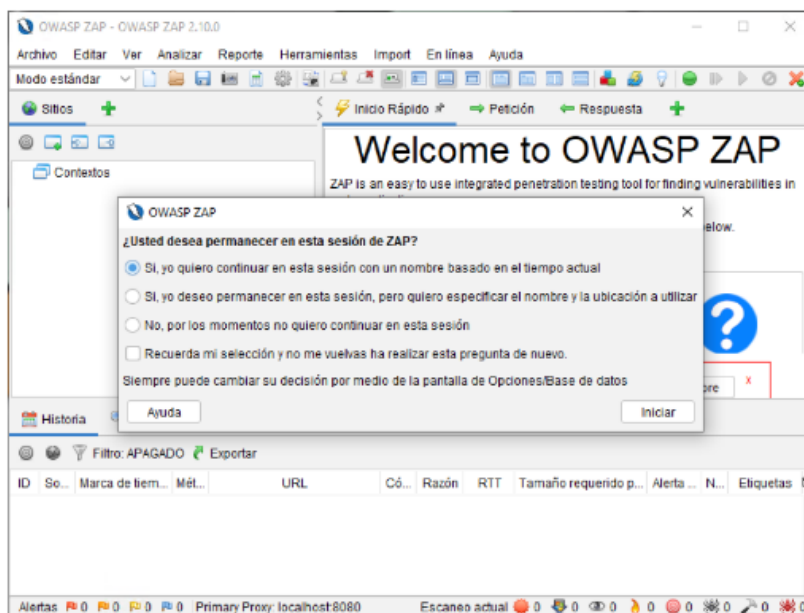 OWASP ZAP - OWASP ZAP 2.10.0
Archivo Editar Ver Analizar Reporte Herramientas Import En línea Ayuda
Modo estándar
Sitios
Inicio Rápido
Petición
Respuesta
Contextos
Welcome to OWASP ZAP
ZAP is an easy to use integrated penetration testing tool for finding vulnerabilities in
elow.
OWASP ZAP
¿Usted desea permanecer en esta sesión de ZAP?
Si, yo quiero continuar en esta sesión con un nombre basado en el tiempo actual
Si, yo deseo permanecer en esta sesión, pero quiero especificar el nombre y la ubicación a utilizar
No, por los momentos no quiero continuar en esta sesión
Recuerda mi selección y no me vuelvas ha realizar esta pregunta de nuevo.
Siempre puede cambiar su decisión por medio de la pantalla de Opciones/Base de datos
Ayuda
Iniciar
bre x
Historia
Filtro: APAGADO Exportar
ID So... Marca de tiem... Mét... URL Có... Razón RTT Tamaño requerido p... Alerta ... N... Etiquetas
Alertas 0 0 0 0 Primary Proxy: localhost:8080 Escaneo actual 0 0 0 0 0 0 0 0